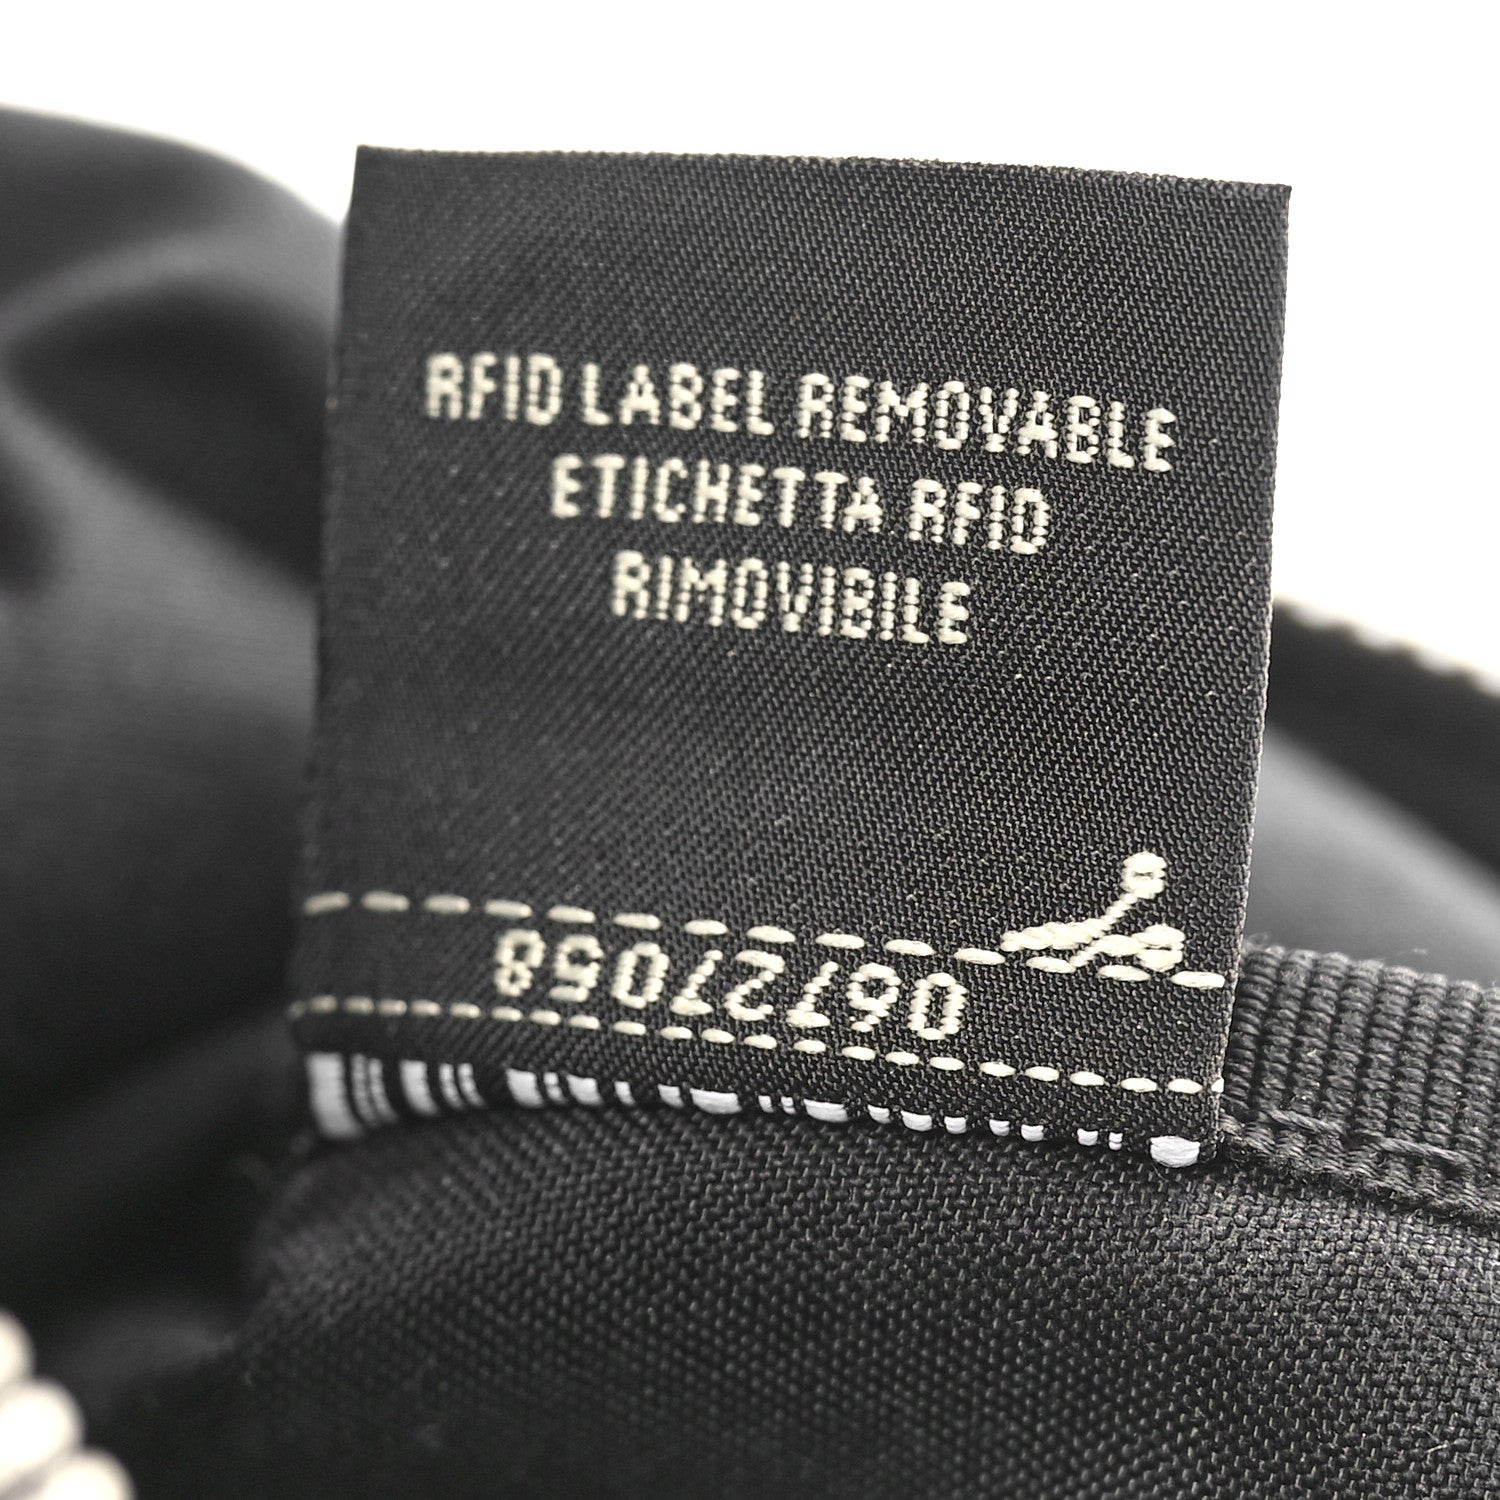 RFID LABEL REMOVABLE
ETICHETTA RFID
RIMOVIBILE
06727058